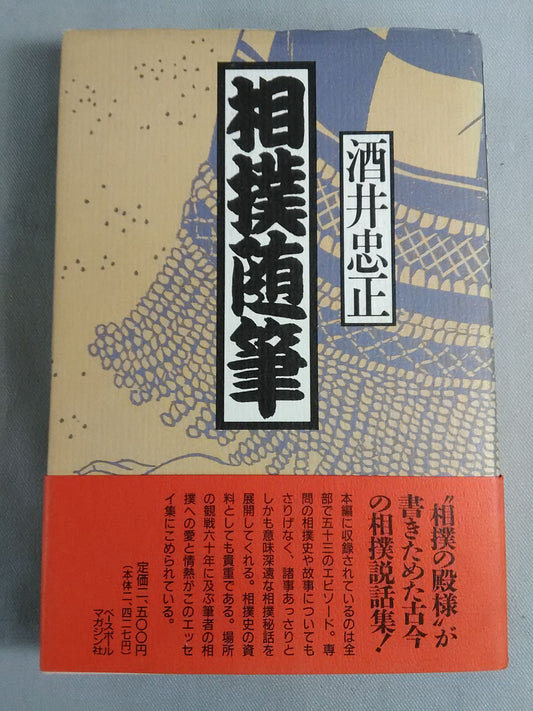 相撲随筆
酒井忠正
“相撲の殿様”が
書きためた古今
の相撲説話集!
本編に収録されているのは全
部で五十三のエピソード。専
問の相撲史や故事についても
さりげなく、諸事あっさりと
しかも意味深遠な相撲秘話を
展開してくれる。相撲史の資
料としても貴重である。場所
の観戦六十年に及ぶ筆者の相
撲への愛と情熱がこのエッセ
イ集にこめられている。
定価二、五〇〇円
(本体二、四二七円)
ベースボール
マガジン社